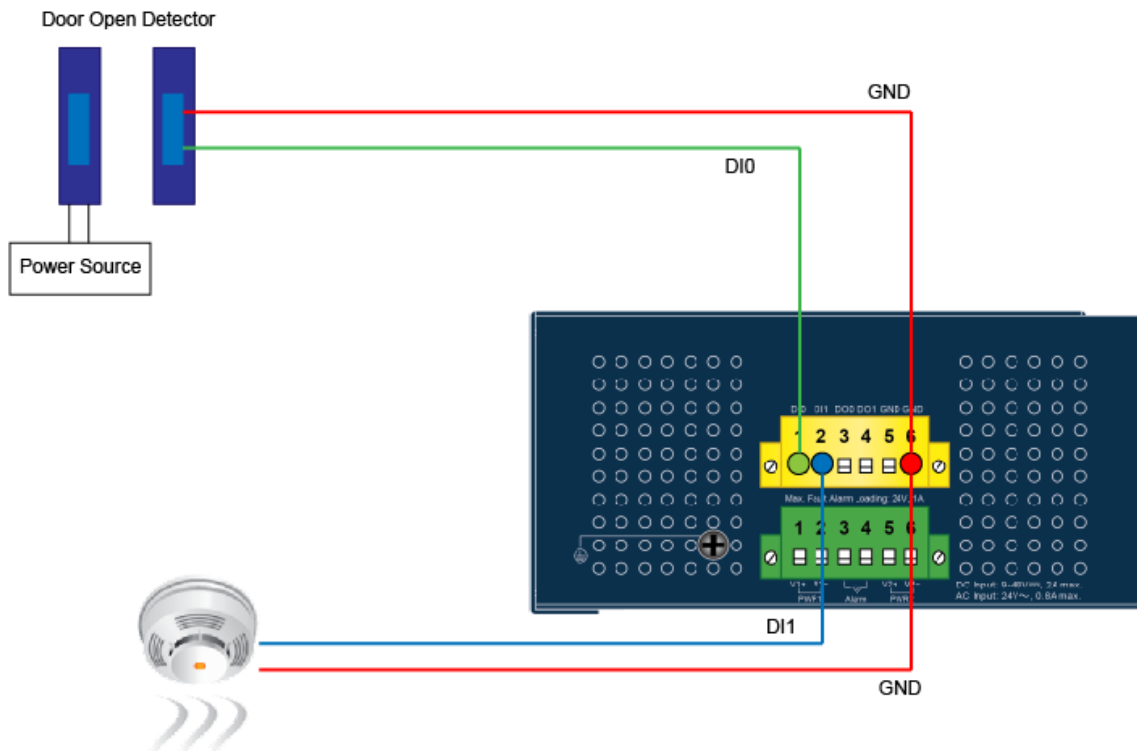 Door Open Detector
GND
DI0
Power Source
DI0 DI1 DO0 DO1 GND GND
1 2 3 4 5 6
Max. Fault Alarm Loading: 24V, 1A
1 2 3 4 5 6
V1+ V1- V2+ V2-
PWR1 Alarm PWR2
DC Input: 9-48V, 2A max.
AC Input: 24V~, 0.8A max.
DI1
GND